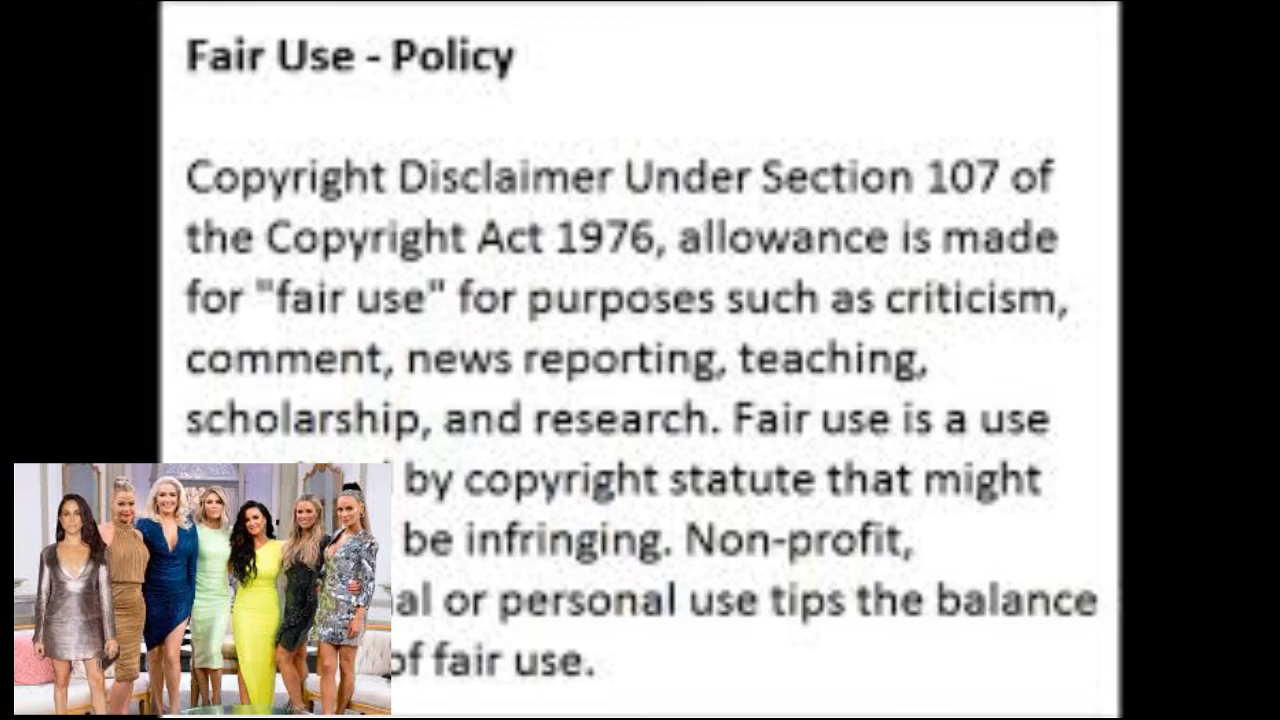 Fair Use - Policy
Copyright Disclaimer Under Section 107 of
the Copyright Act 1976, allowance is made
for "fair use" for purposes such as criticism,
comment, news reporting, teaching,
scholarship, and research. Fair use is a use
by copyright statute that might
be infringing. Non-profit,
al or personal use tips the balance
of fair use.